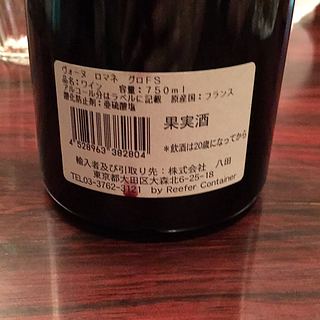 ヴォーヌ ロマネ グロFS
品名:ワイン 容量:750ml
アルコール分はラベルに記載 原産国:フランス
酸化防止剤:亜硫酸塩
果実酒
*飲酒は20歳になってから
4528963382804
輸入者及び引取り先:株式会社 八田
東京都大田区大森北6-25-18
TEL03-3762-3121 by Reefer Container